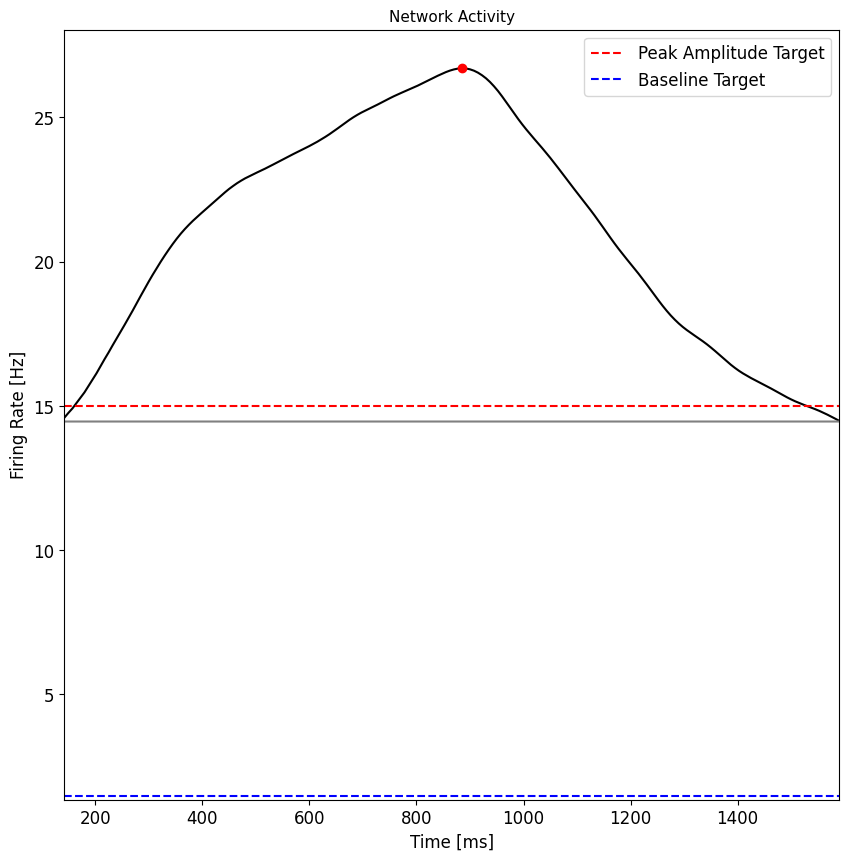 Network Activity
Peak Amplitude Target
Baseline Target
Firing Rate [Hz]
25
20
15
10
5
200 400 600 800 1000 1200 1400
Time [ms]